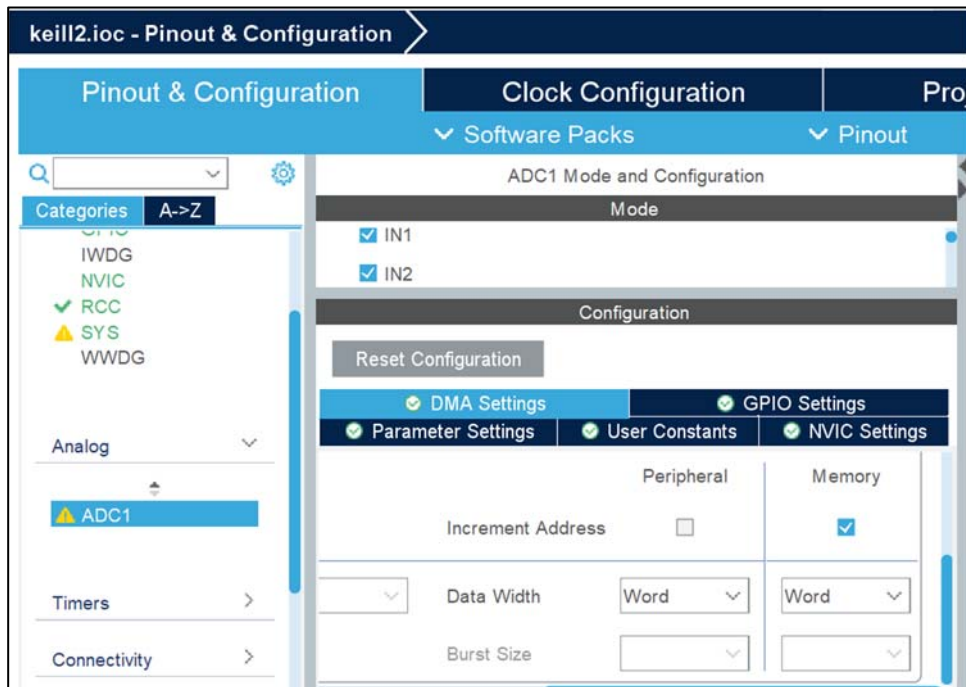 keill2.ioc - Pinout & Configuration
Pinout & Configuration
Clock Configuration
Pro
Software Packs
Pinout
Categories
A->Z
GPIO
IWDG
NVIC
RCC
SYS
WWDG
Analog
ADC1
Timers
Connectivity
ADC1 Mode and Configuration
Mode
IN1
IN2
Configuration
Reset Configuration
DMA Settings
GPIO Settings
Parameter Settings
User Constants
NVIC Settings
Peripheral
Memory
Increment Address
Data Width
Word
Word
Burst Size